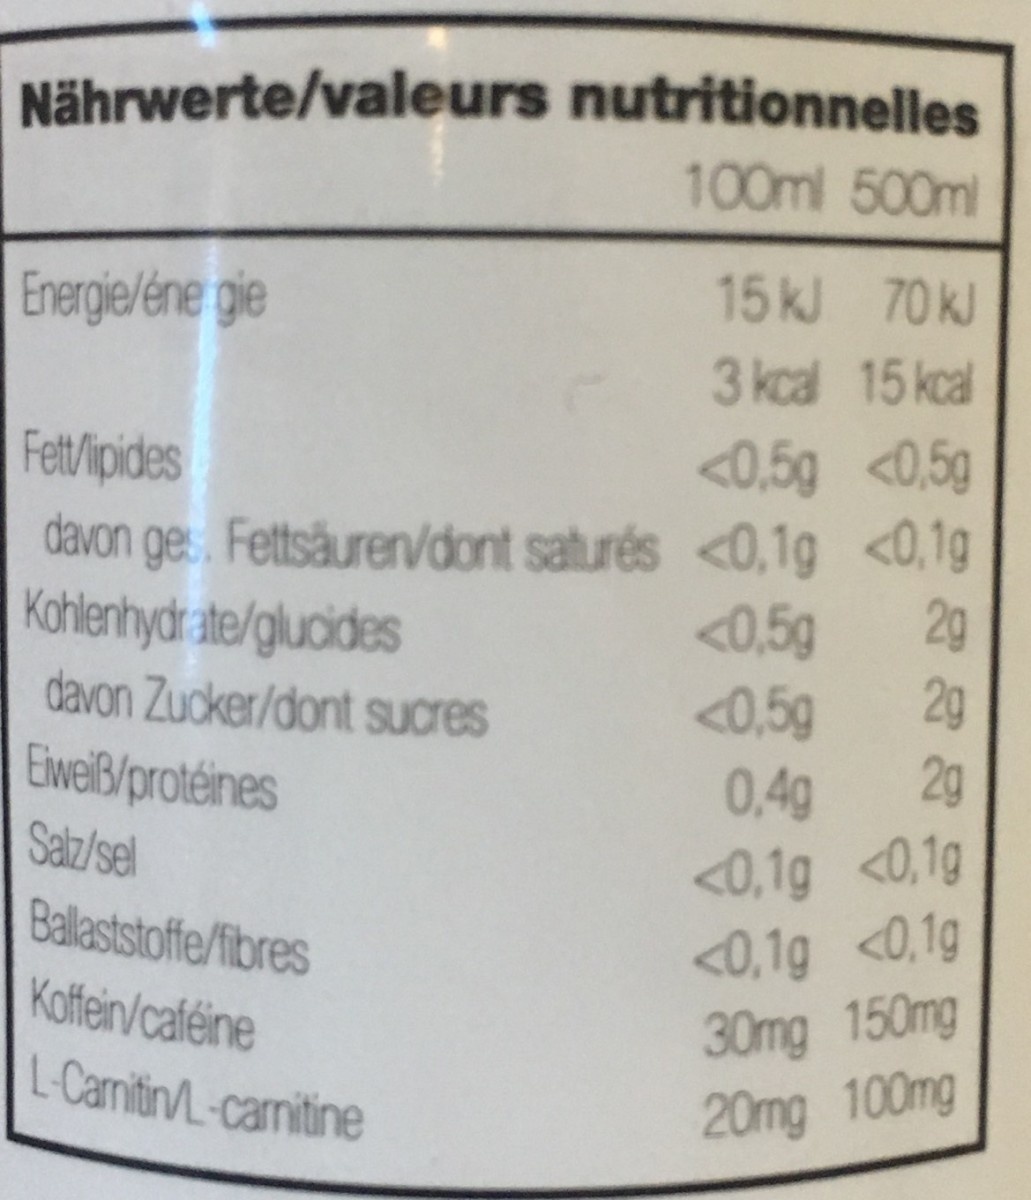 Nährwerte/valeurs nutritionnelles
100ml 500ml
Energie/énergie 15 kJ 70 kJ
3 kcal 15 kcal
Fett/lipides <0,5g <0,5g
davon ges. Fettsäuren/dont saturés <0,1g <0,1g
Kohlenhydrate/glucides <0,5g 2g
davon Zucker/dont sucres <0,5g 2g
Eiweiß/protéines 0,4g 2g
Salz/sel <0,1g <0,1g
Ballaststoffe/fibres <0,1g <0,1g
Koffein/caféine 30mg 150mg
L-Carnitin/L-carnitine 20mg 100mg